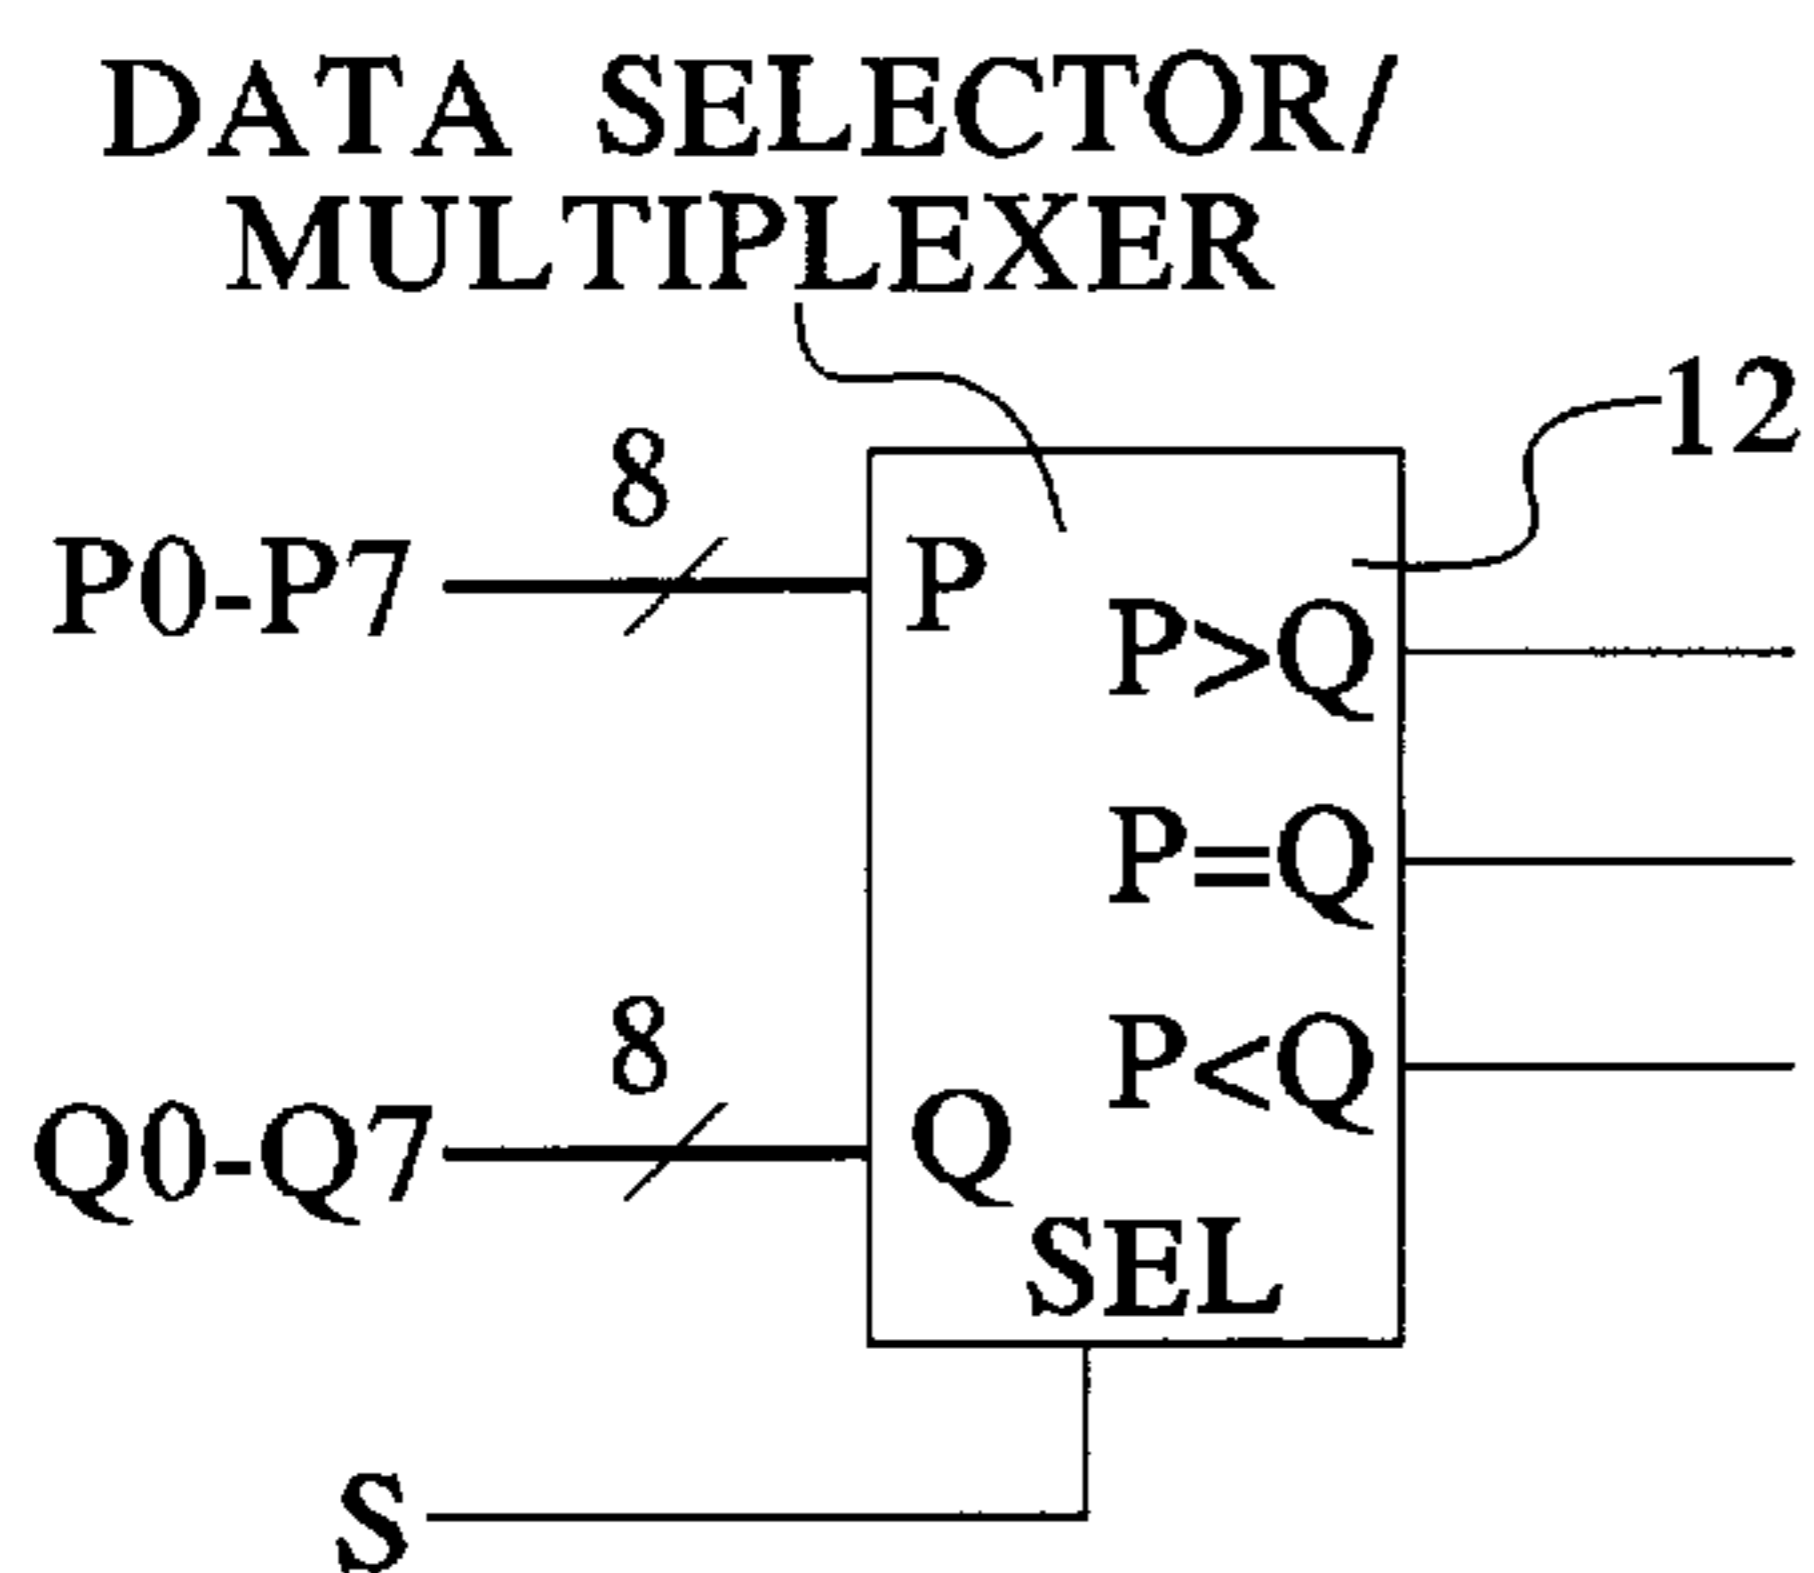 DATA SELECTOR/
MULTIPLEXER
12
8
P0-P7
P
P>Q
P=Q
8
P<Q
Q0-Q7
Q
SEL
S